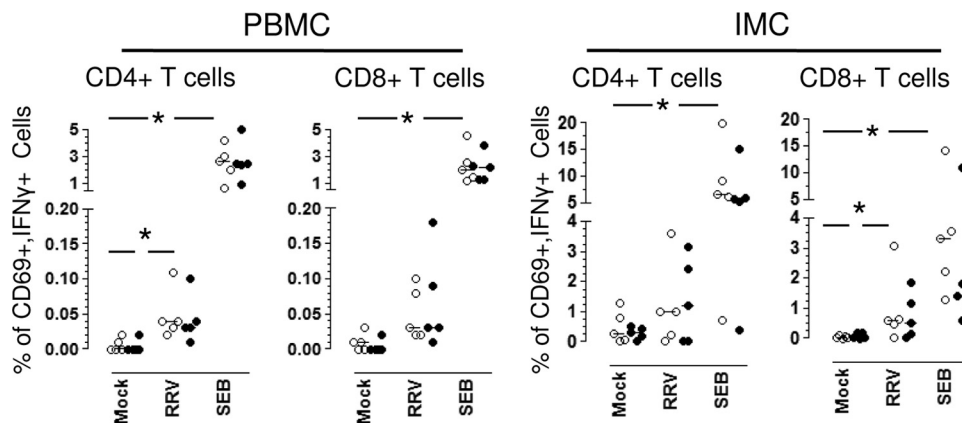 PBMC
IMC
CD4+ T cells
CD8+ T cells
CD4+ T cells
CD8+ T cells
% of CD69+,IFNγ+ Cells
*
*
5
3
1
0.20
0.15
0.10
0.05
0.00
Mock
RRV
SEB
*
5
3
1
0.20
0.15
0.10
0.05
0.00
Mock
RRV
SEB
% of CD69+,IFNγ+ Cells
*
20
15
10
5
4
3
2
1
0
Mock
RRV
SEB
*
*
20
15
10
5
4
3
2
1
0
Mock
RRV
SEB